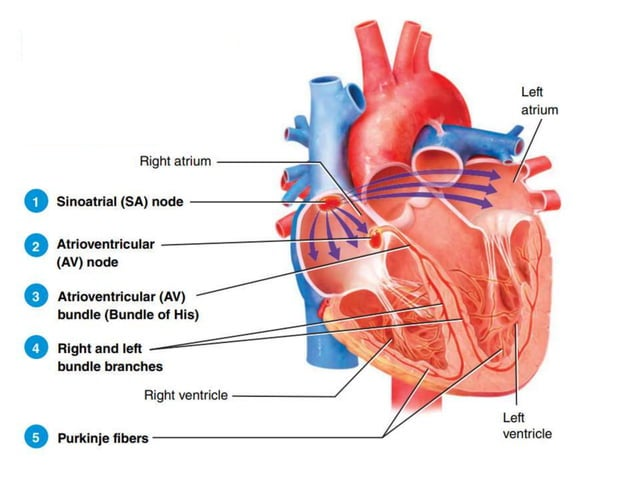 Left
atrium
Right atrium
1 Sinoatrial (SA) node
2 Atrioventricular
(AV) node
3 Atrioventricular (AV)
bundle (Bundle of His)
4 Right and left
bundle branches
Right ventricle
Left
ventricle
5 Purkinje fibers